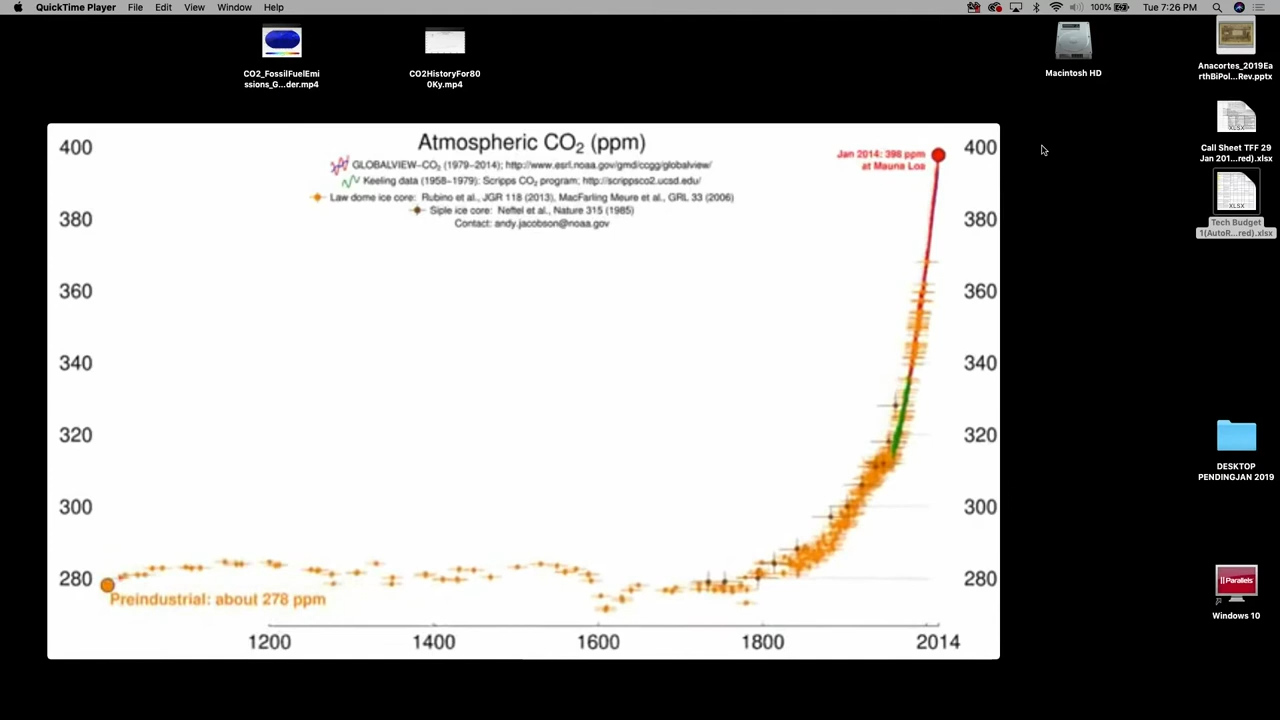 QuickTime Player File Edit View Window Help 100% Tue 7:26 PM
CO2_FossilFuelEmi
ssions_G...der.mp4
CO2HistoryFor80
0Ky.mp4
Macintosh HD
Anacortes_2019Ea
rthBiPol...Rev.pptx
XLSX
Call Sheet TFF 29
Jan 201...red).xlsx
XLSX
Tech Budget
1(AutoR...red).xlsx
DESKTOP
PENDINGJAN 2019
Parallels
Windows 10
Atmospheric CO₂ (ppm)
GLOBALVIEW-CO₂ (1979-2014); http://www.esrl.noaa.gov/gmd/ccgg/globalview/
Keeling data (1958-1979): Scripps CO₂ program; http://scrippsco2.ucsd.edu/
Law dome ice core: Rubino et al., JGR 118 (2013), MacFarling Meure et al., GRL 33 (2006)
Siple ice core: Neftel et al., Nature 315 (1985)
Contact: andy.jacobson@noaa.gov
Jan 2014: 398 ppm
at Mauna Loa
400 400
380 380
360 360
340 340
320 320
300 300
280 280
Preindustrial: about 278 ppm
1200 1400 1600 1800 2014